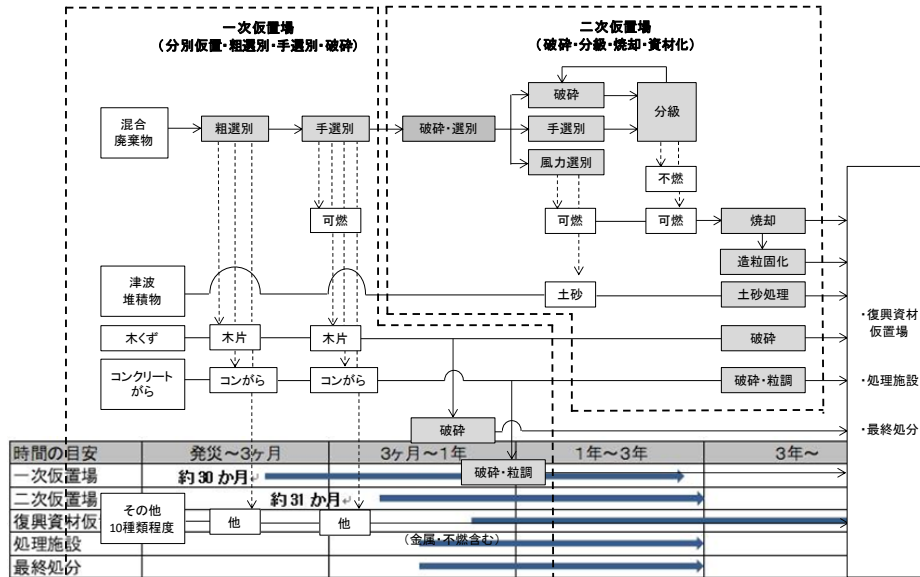 一次仮置場
(分別仮置・粗選別・手選別・破砕)
二次仮置場
(破砕・分級・焼却・資材化)
混合
廃棄物
粗選別
手選別
破砕・選別
破砕
手選別
風力選別
分級
不燃
可燃
可燃
可燃
焼却
造粒固化
津波
堆積物
土砂
土砂処理
木くず
木片
木片
破砕
コンクリート
がら
コンがら
コンがら
破砕・粒調
・復興資材
仮置場
・処理施設
・最終処分
破砕
時間の目安
発災~3ヶ月
3ヶ月~1年
1年~3年
3年~
一次仮置場
約30か月
破砕・粒調
二次仮置場
約31か月
その他
10種類程度
復興資材仮
他
他
処理施設
(金属・不燃含む)
最終処分